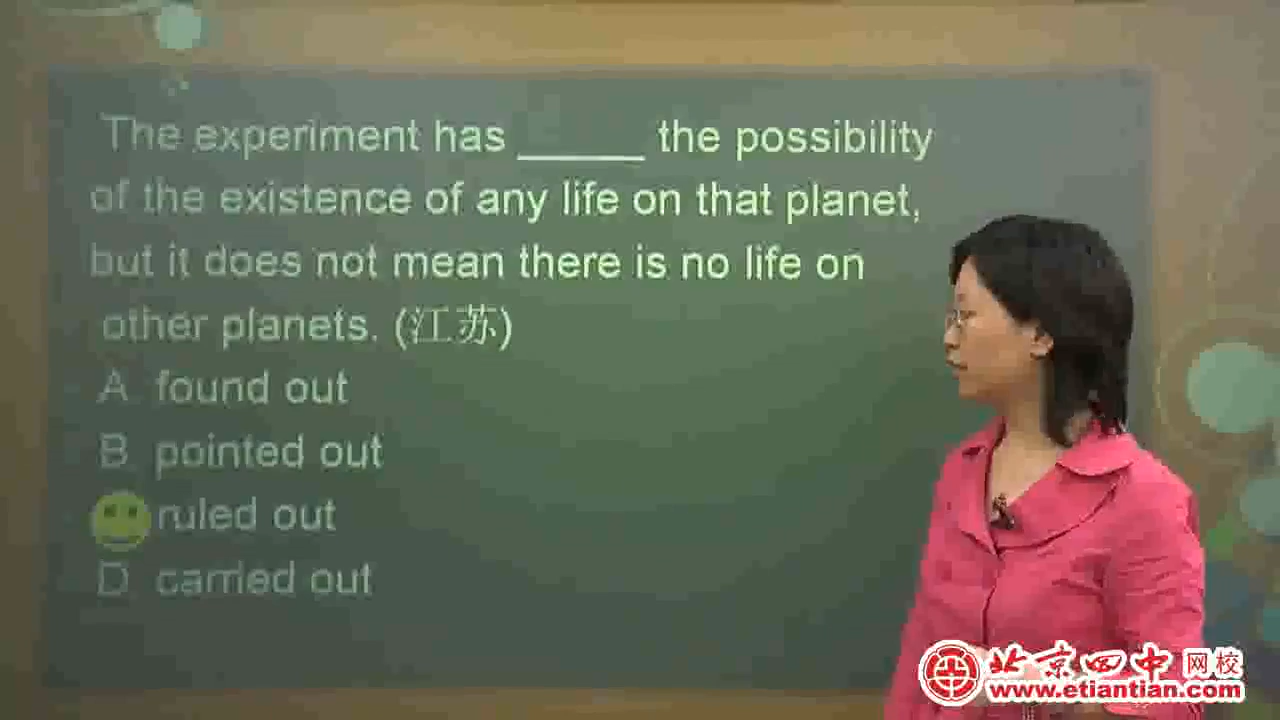 The experiment has _____ the possibility
of the existence of any life on that planet,
but it does not mean there is no life on
other planets. (江苏)
A. found out
B. pointed out
ruled out
D. carried out
北京四中网校
www.etiantian.com